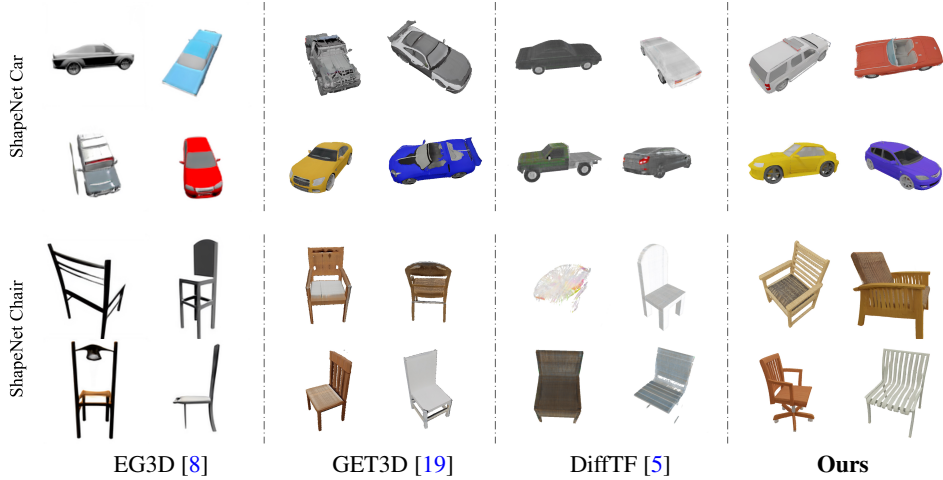 ShapeNet Car
ShapeNet Chair
EG3D [8]
GET3D [19]
DiffTF [5]
Ours